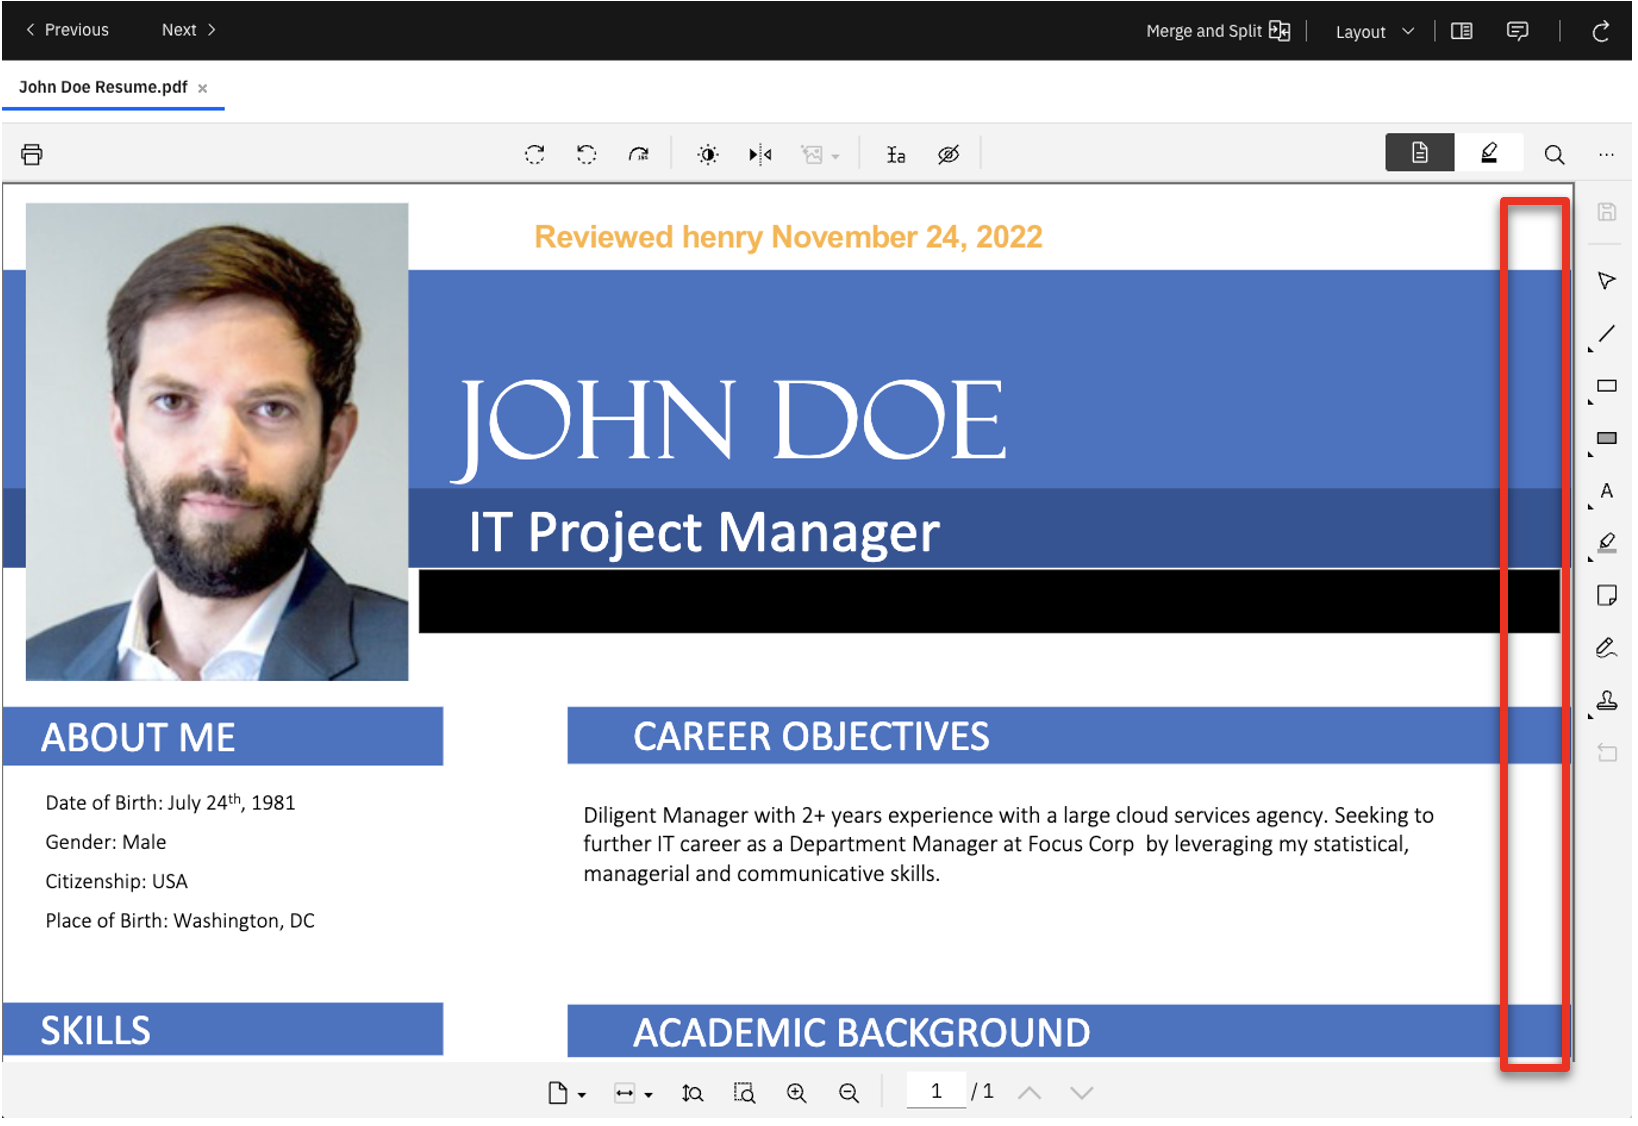 Previous Next Merge and Split Layout
John Doe Resume.pdf ×
Reviewed henry November 24, 2022
JOHN DOE
IT Project Manager
ABOUT ME
Date of Birth: July 24th, 1981
Gender: Male
Citizenship: USA
Place of Birth: Washington, DC
SKILLS
CAREER OBJECTIVES
Diligent Manager with 2+ years experience with a large cloud services agency. Seeking to
further IT career as a Department Manager at Focus Corp by leveraging my statistical,
managerial and communicative skills.
ACADEMIC BACKGROUND
1 / 1